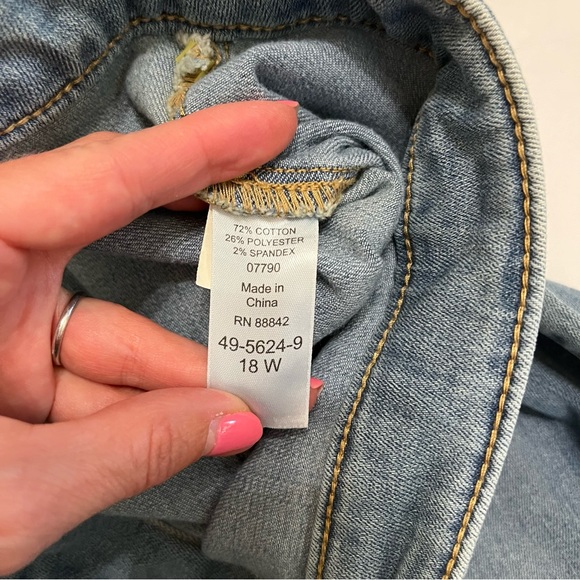 72% COTTON
26% POLYESTER
2% SPANDEX
07790
Made in
China
RN 88842
49-5624-9
18 W